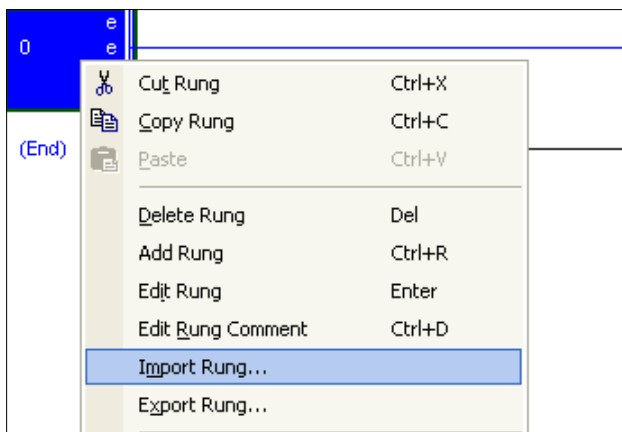 e
0 e
Cut Rung Ctrl+X
Copy Rung Ctrl+C
(End)
Paste Ctrl+V
Delete Rung Del
Add Rung Ctrl+R
Edit Rung Enter
Edit Rung Comment Ctrl+D
Import Rung...
Export Rung...